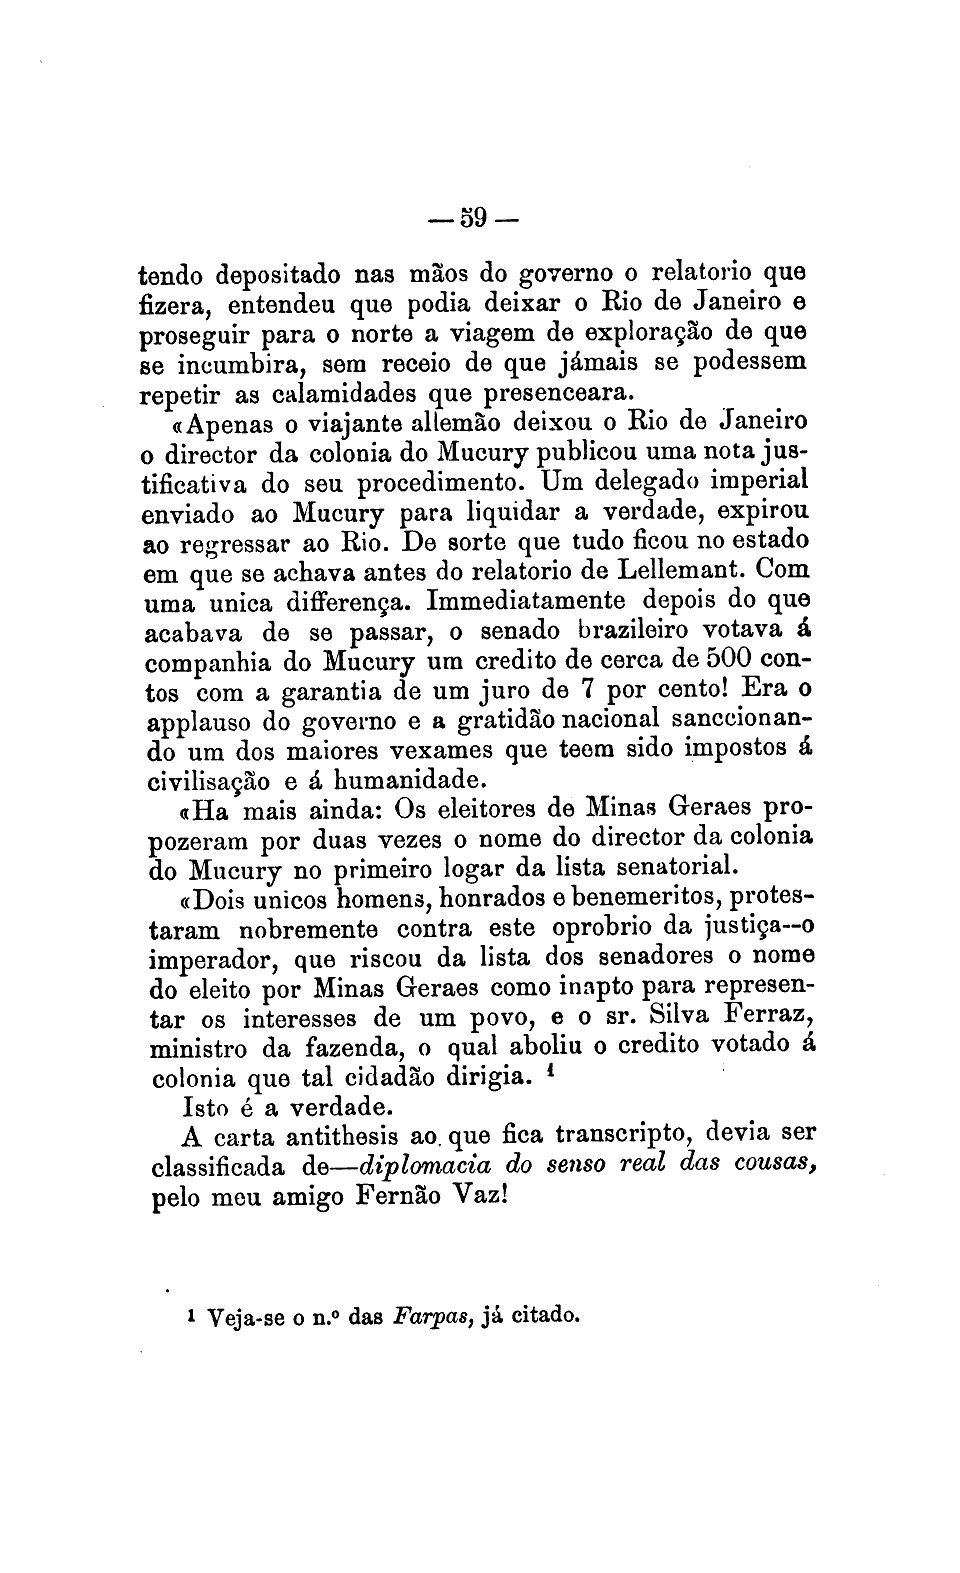 — 59 —
tendo depositado nas mãos do governo o relatorio que
fizera, entendeu que podia deixar o Rio de Janeiro e
proseguir para o norte a viagem de exploração de que
se incumbira, sem receio de que jámais se podessem
repetir as calamidades que presenceara.
«Apenas o viajante allemão deixou o Rio de Janeiro
o director da colonia do Mucury publicou uma nota jus-
tificativa do seu procedimento. Um delegado imperial
enviado ao Mucury para liquidar a verdade, expirou
ao regressar ao Rio. De sorte que tudo ficou no estado
em que se achava antes do relatorio de Lellemant. Com
uma unica differença. Immediatamente depois do que
acabava de se passar, o senado brazileiro votava á
companhia do Mucury um credito de cerca de 500 con-
tos com a garantia de um juro de 7 por cento! Era o
applauso do governo e a gratidão nacional sanccionan-
do um dos maiores vexames que teem sido impostos á
civilisação e á humanidade.
«Ha mais ainda: Os eleitores de Minas Geraes pro-
pozeram por duas vezes o nome do director da colonia
do Mucury no primeiro logar da lista senatorial.
«Dois unicos homens, honrados e benemeritos, protes-
taram nobremente contra este oprobrio da justiça--o
imperador, que riscou da lista dos senadores o nome
do eleito por Minas Geraes como inapto para represen-
tar os interesses de um povo, e o sr. Silva Ferraz,
ministro da fazenda, o qual aboliu o credito votado á
colonia que tal cidadão dirigia. ¹
Isto é a verdade.
A carta antithesis ao que fica transcripto, devia ser
classificada de—diplomacia do senso real das cousas,
pelo meu amigo Fernão Vaz!
1 Veja-se o n.º das Farpas, já citado.